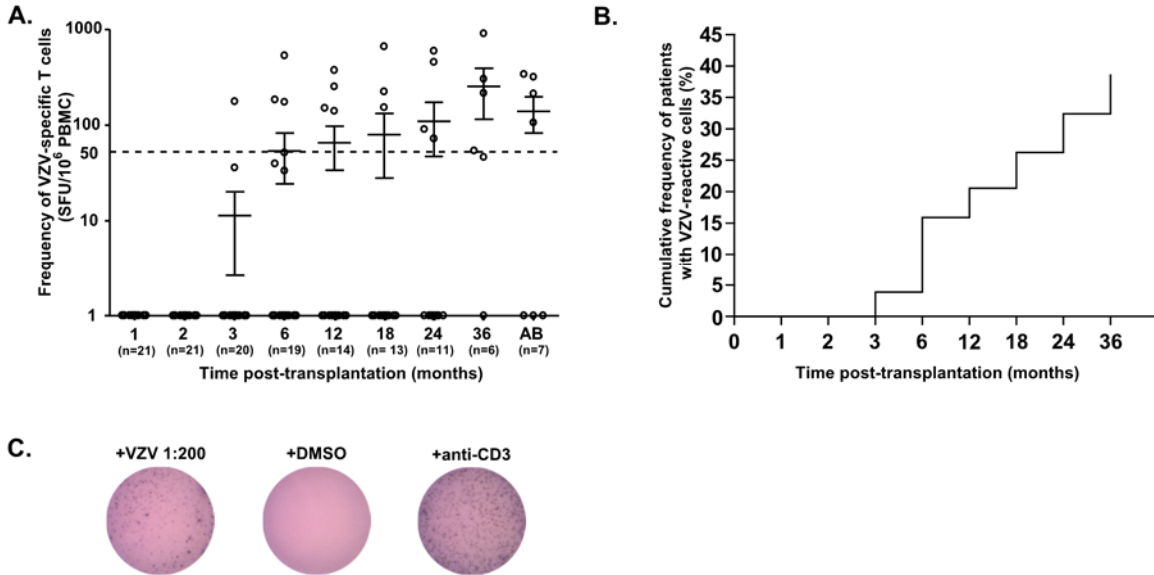 A.
Frequency of VZV-specific T cells
(SFU/10⁶ PBMC)
1000
100
50
10
1
1 2 3 6 12 18 24 36 AB
(n=21) (n=21) (n=20) (n=19) (n=14) (n= 13) (n=11) (n=6) (n=7)
Time post-transplantation (months)
B.
Cumulative frequency of patients
with VZV-reactive cells (%)
45
40
35
30
25
20
15
10
5
0
0 1 2 3 6 12 18 24 36
Time post-transplantation (months)
C.
+VZV 1:200 +DMSO +anti-CD3